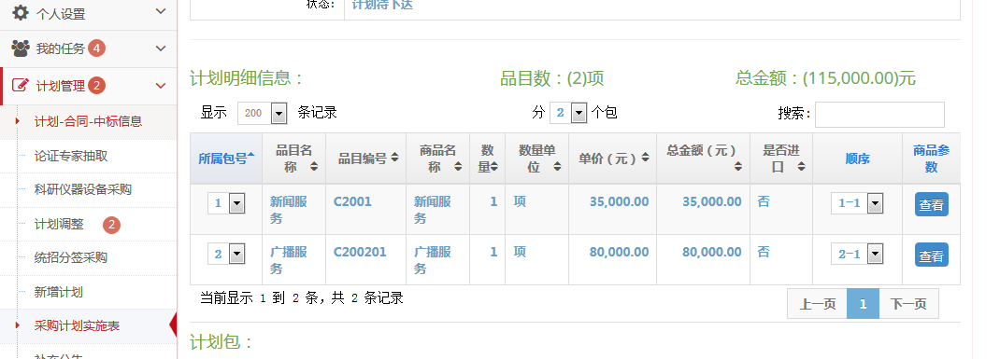 个人设置
我的任务 4
计划管理 2
计划-合同-中标信息
论证专家抽取
科研仪器设备采购
计划调整 2
统招分签采购
新增计划
采购计划实施表
补充公告
状态： 计划待下达
计划明细信息： 品目数：(2)项 总金额：(115,000.00)元
显示 200 条记录 分 2 个包 搜索：
所属包号 品目名称 品目编号 商品名称 数量 数量单位 单价（元） 总金额（元） 是否进口 顺序 商品参数
1 新闻服务 C2001 新闻服务 1 项 35,000.00 35,000.00 否 1-1 查看
2 广播服务 C200201 广播服务 1 项 80,000.00 80,000.00 否 2-1 查看
当前显示 1 到 2 条，共 2 条记录 上一页 1 下一页
计划包：